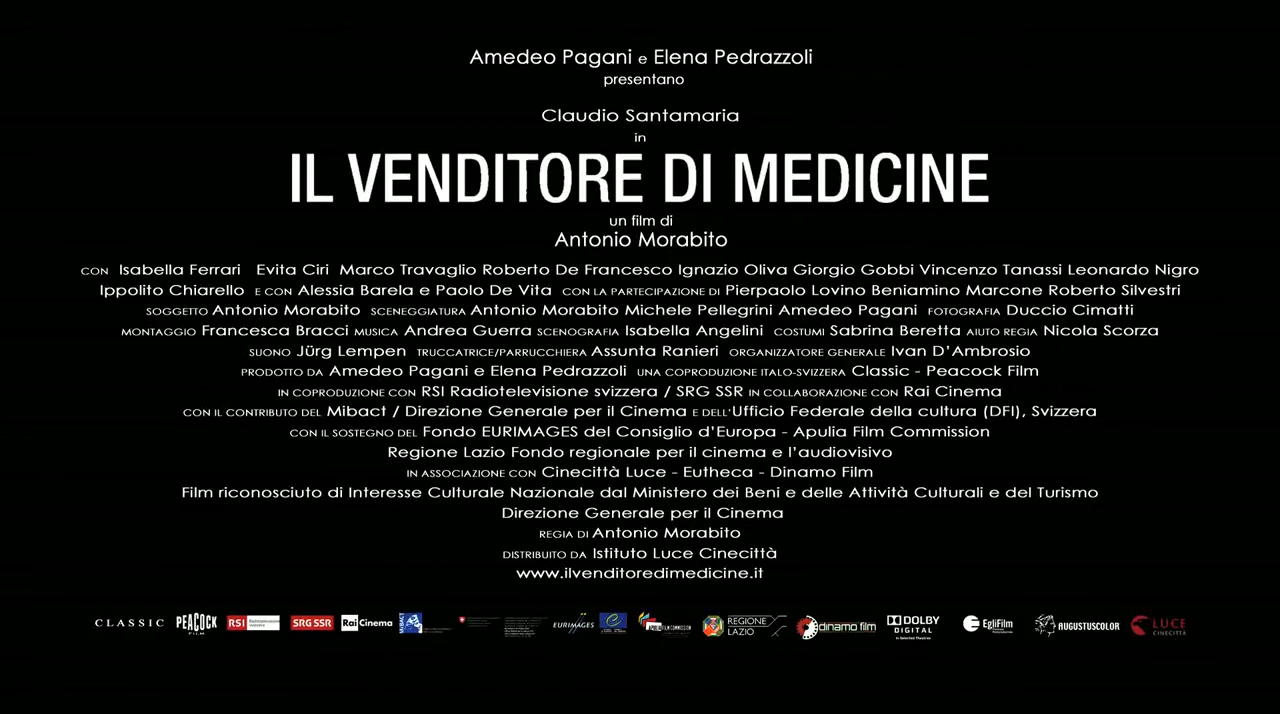 Amedeo Pagani e Elena Pedrazzoli
presentano
Claudio Santamaria
in
IL VENDITORE DI MEDICINE
un film di
Antonio Morabito
CON Isabella Ferrari Evita Ciri Marco Travaglio Roberto De Francesco Ignazio Oliva Giorgio Gobbi Vincenzo Tanassi Leonardo Nigro
Ippolito Chiarello E CON Alessia Barela e Paolo De Vita CON LA PARTECIPAZIONE DI Pierpaolo Lovino Beniamino Marcone Roberto Silvestri
SOGGETTO Antonio Morabito SCENEGGIATURA Antonio Morabito Michele Pellegrini Amedeo Pagani FOTOGRAFIA Duccio Cimatti
MONTAGGIO Francesca Bracci MUSICA Andrea Guerra SCENOGRAFIA Isabella Angelini COSTUMI Sabrina Beretta AIUTO REGIA Nicola Scorza
SUONO Jürg Lempen TRUCCATRICE/PARRUCCHIERA Assunta Ranieri ORGANIZZATORE GENERALE Ivan D'Ambrosio
PRODOTTO DA Amedeo Pagani e Elena Pedrazzoli UNA COPRODUZIONE ITALO-SVIZZERA Classic - Peacock Film
IN COPRODUZIONE CON RSI Radiotelevisione svizzera / SRG SSR IN COLLABORAZIONE CON Rai Cinema
CON IL CONTRIBUTO DEL Mibact / Direzione Generale per il Cinema E DELL'Ufficio Federale della cultura (DFI), Svizzera
CON IL SOSTEGNO DEL Fondo EURIMAGES del Consiglio d'Europa - Apulia Film Commission
Regione Lazio Fondo regionale per il cinema e l'audiovisivo
IN ASSOCIAZIONE CON Cinecittà Luce - Eutheca - Dinamo Film
Film riconosciuto di Interesse Culturale Nazionale dal Ministero dei Beni e delle Attività Culturali e del Turismo
Direzione Generale per il Cinema
REGIA DI Antonio Morabito
DISTRIBUITO DA Istituto Luce Cinecittà
www.ilvenditoredimedicine.it
CLASSIC PEACOCK FILM RSI Radiotelevisione svizzera SRG SSR Rai Cinema MIBACT EURIMAGES REGIONE LAZIO dinamo film DOLBY DIGITAL In Selected Theatres EgliFilm AUGUSTUSCOLOR LUCE CINECITTÀ